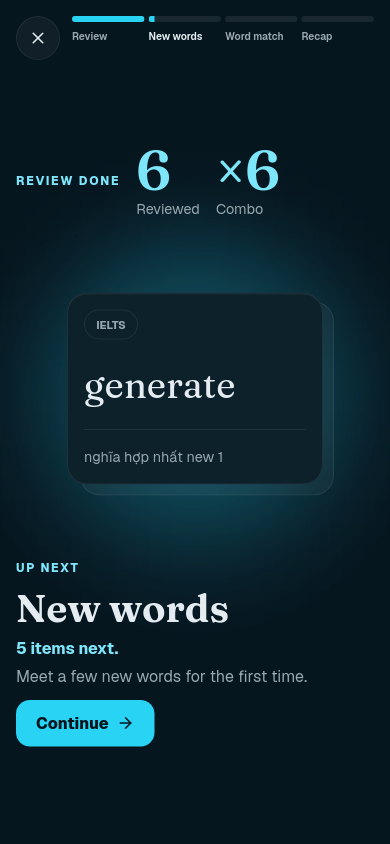 Review
New words
Word match
Recap
REVIEW DONE
6
Reviewed
×6
Combo
IELTS
generate
nghĩa hợp nhất new 1
UP NEXT
New words
5 items next.
Meet a few new words for the first time.
Continue →